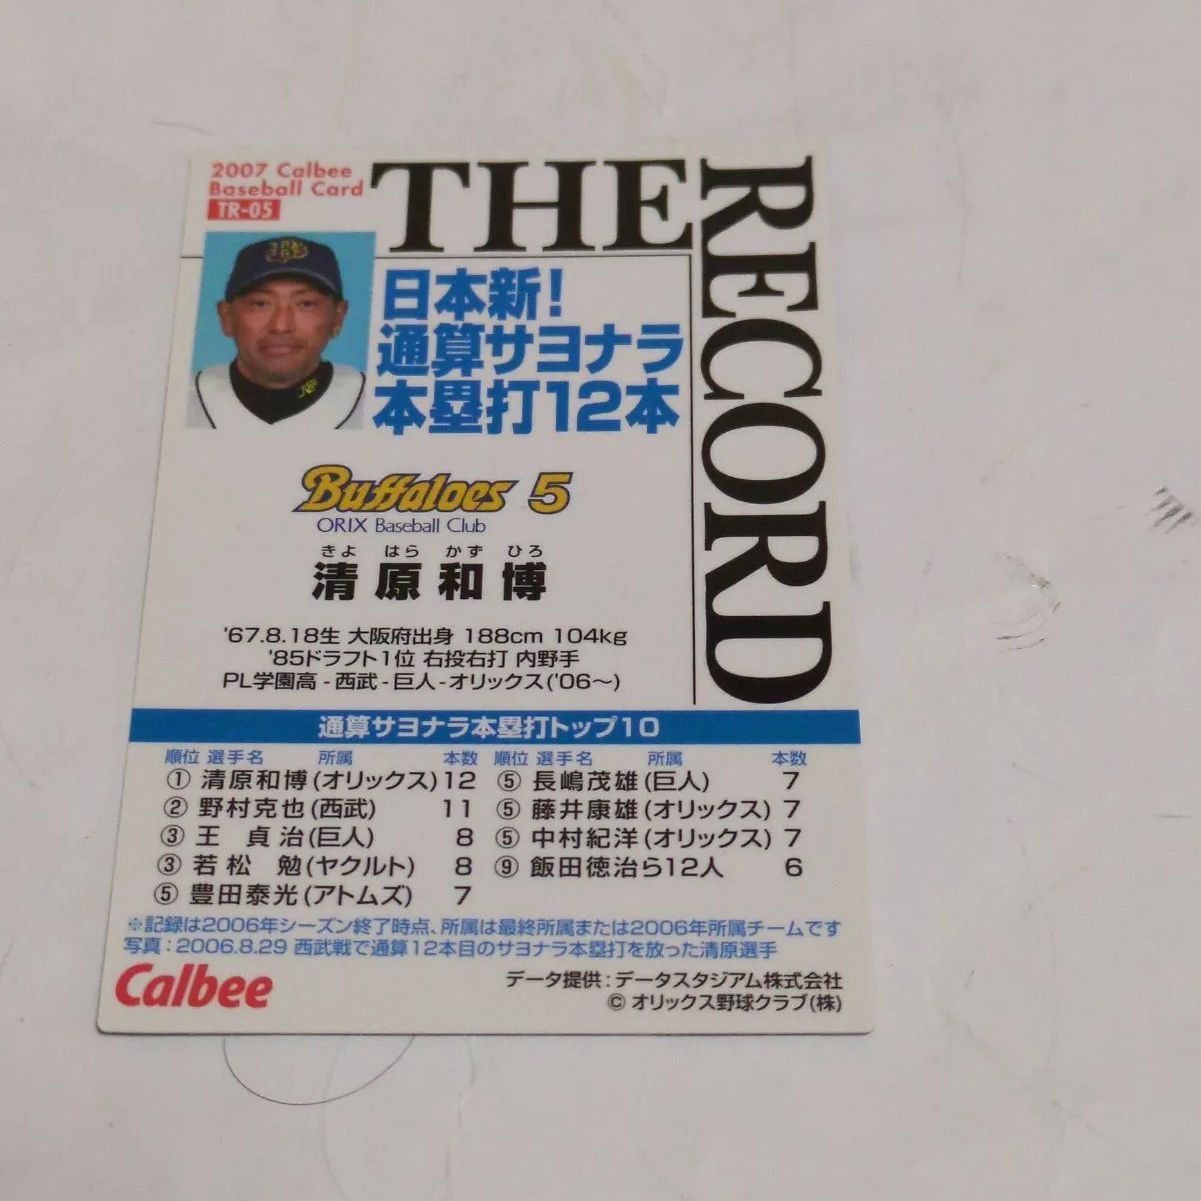 2007 Calbee
Baseball Card
TR-05
THE
RECORD
日本新!
通算サヨナラ
本塁打12本
Buffaloes 5
ORIX Baseball Club
きよ はら かず ひろ
清原和博
'67.8.18生 大阪府出身 188cm 104kg
'85ドラフト1位 右投右打 内野手
PL学園高-西武-巨人-オリックス('06〜)
通算サヨナラ本塁打トップ10
順位 選手名 所属 本数 順位 選手名 所属 本数
① 清原和博(オリックス) 12 ⑤ 長嶋茂雄(巨人) 7
② 野村克也(西武) 11 ⑤ 藤井康雄(オリックス) 7
③ 王 貞治(巨人) 8 ⑤ 中村紀洋(オリックス) 7
③ 若松 勉(ヤクルト) 8 ⑨ 飯田徳治ら12人 6
⑤ 豊田泰光(アトムズ) 7
※記録は2006年シーズン終了時点、所属は最終所属または2006年所属チームです
写真:2006.8.29 西武戦で通算12本目のサヨナラ本塁打を放った清原選手
Calbee
データ提供:データスタジアム株式会社
© オリックス野球クラブ(株)